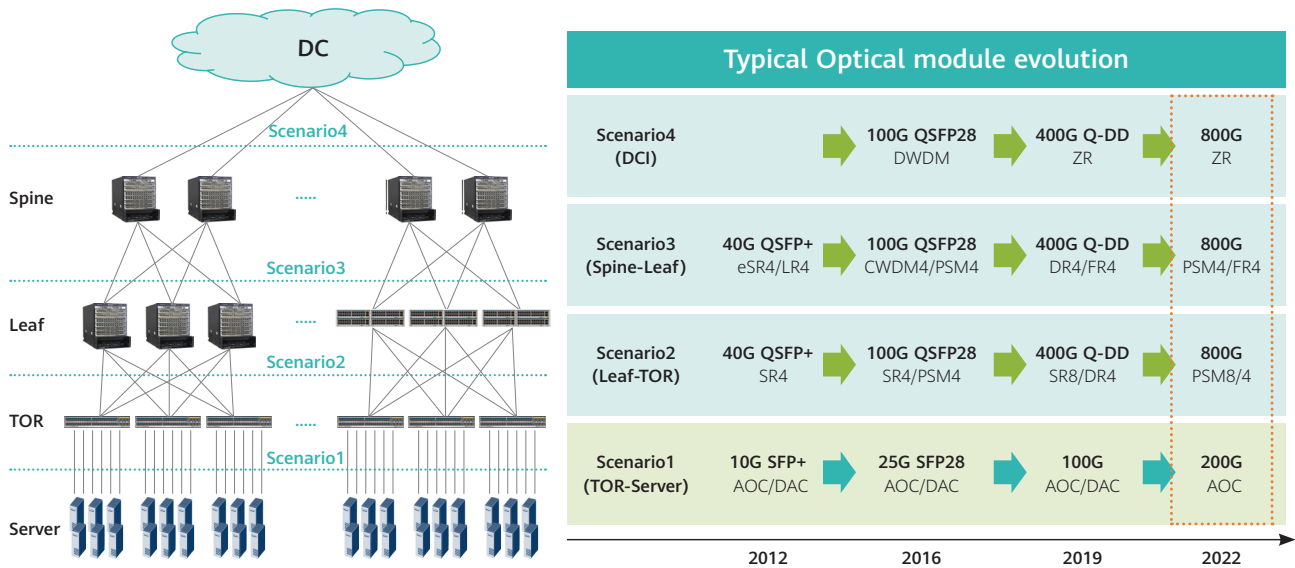 DC
Scenario4
Spine
.....
Scenario3
Leaf
.....
Scenario2
TOR
.....
Scenario1
Server
Typical Optical module evolution
Scenario4
(DCI)
100G QSFP28
DWDM
400G Q-DD
ZR
800G
ZR
Scenario3
(Spine-Leaf)
40G QSFP+
eSR4/LR4
100G QSFP28
CWDM4/PSM4
400G Q-DD
DR4/FR4
800G
PSM4/FR4
Scenario2
(Leaf-TOR)
40G QSFP+
SR4
100G QSFP28
SR4/PSM4
400G Q-DD
SR8/DR4
800G
PSM8/4
Scenario1
(TOR-Server)
10G SFP+
AOC/DAC
25G SFP28
AOC/DAC
100G
AOC/DAC
200G
AOC
2012
2016
2019
2022